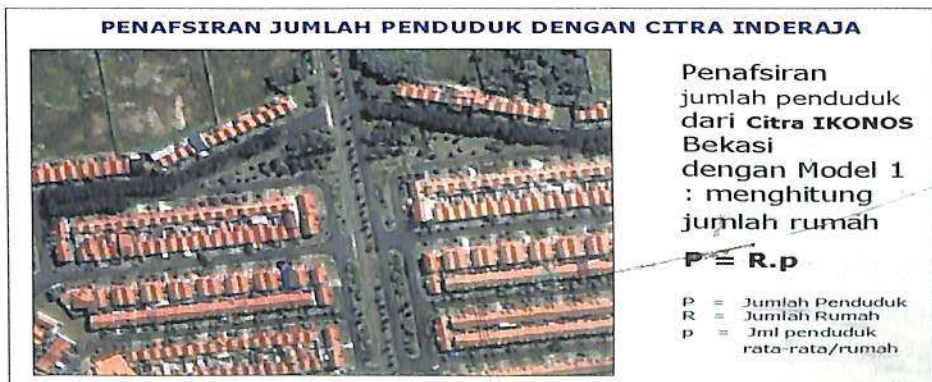 PENAFSIRAN JUMLAH PENDUDUK DENGAN CITRA INDERAJA
Penafsiran
jumlah penduduk
dari Citra IKONOS
Bekasi
dengan Model 1
: menghitung
jumlah rumah
P = R.p
P = Jumlah Penduduk
R = Jumlah Rumah
p = Jml penduduk
rata-rata/rumah